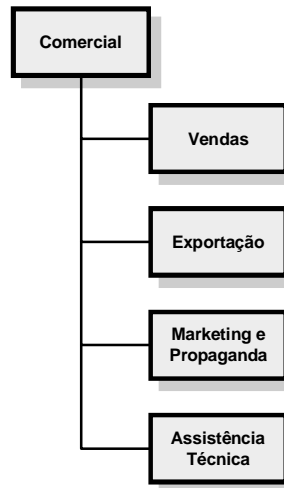 Comercial
Vendas
Exportação
Marketing e
Propaganda
Assistência
Técnica